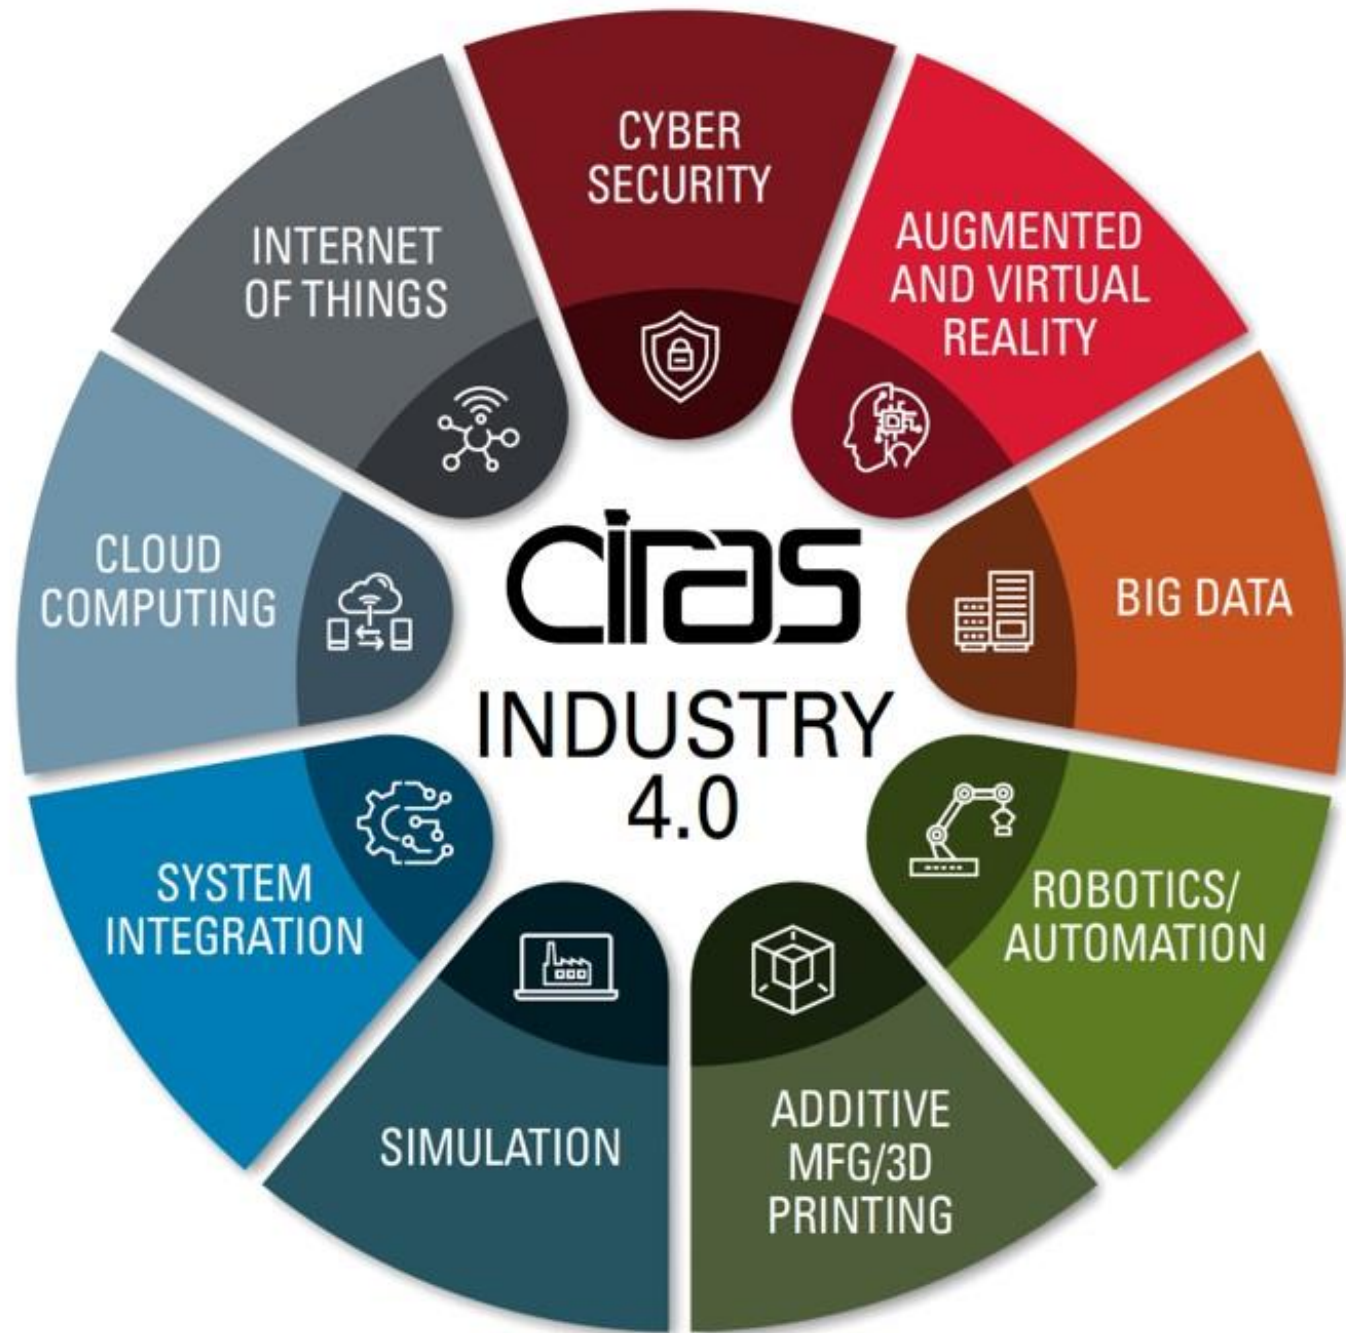 CYBER
SECURITY
AUGMENTED
AND VIRTUAL
REALITY
BIG DATA
ROBOTICS/
AUTOMATION
ADDITIVE
MFG/3D
PRINTING
SIMULATION
SYSTEM
INTEGRATION
CLOUD
COMPUTING
INTERNET
OF THINGS
ciras
INDUSTRY
4.0